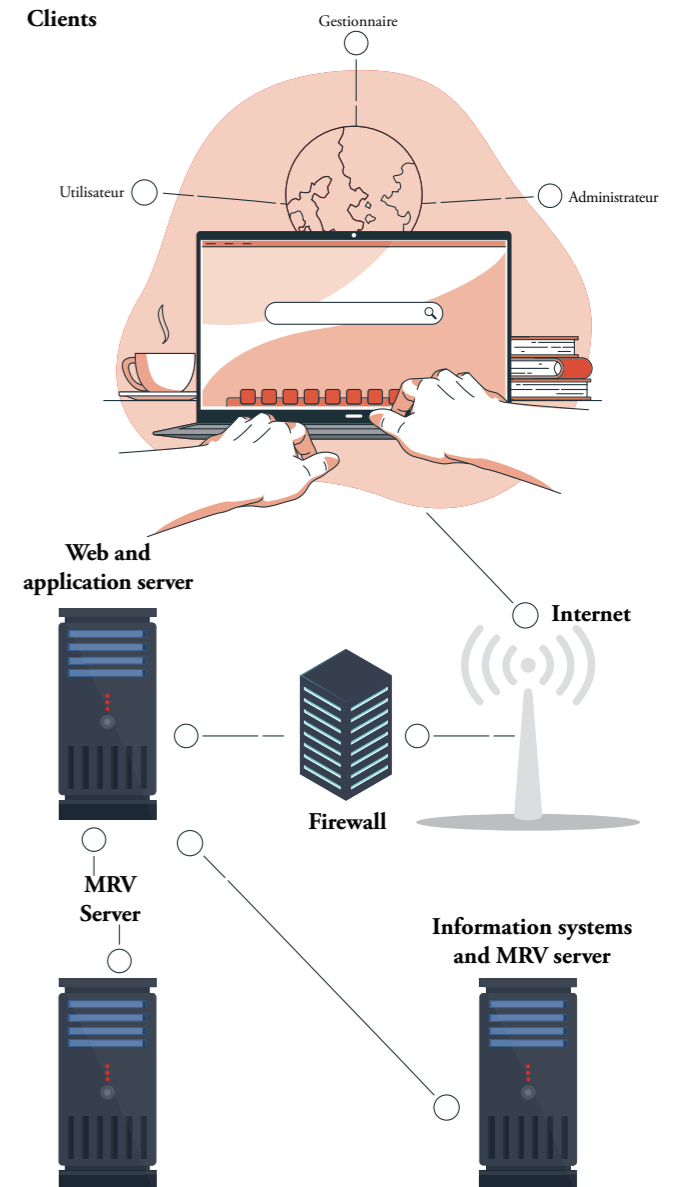 Clients
Gestionnaire
Utilisateur
Administrateur
Web and
application server
Internet
Firewall
MRV
Server
Information systems
and MRV server